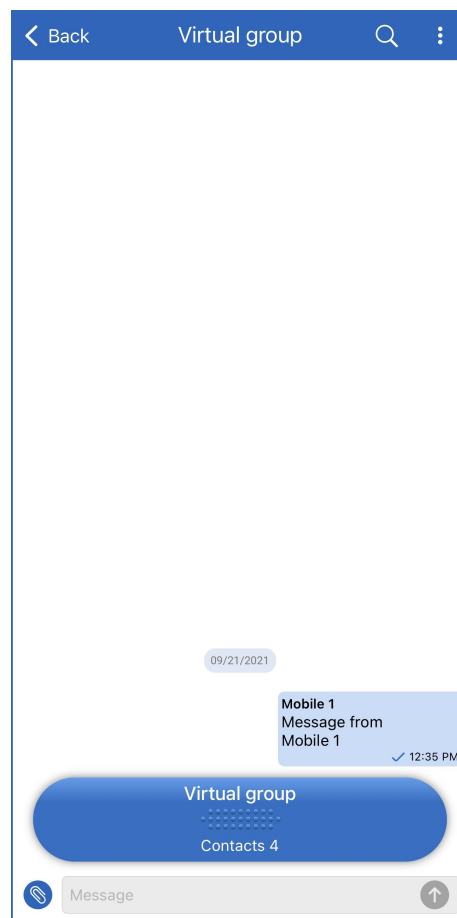 Back Virtual group
09/21/2021
Mobile 1
Message from
Mobile 1
12:35 PM
Virtual group
Contacts 4
Message